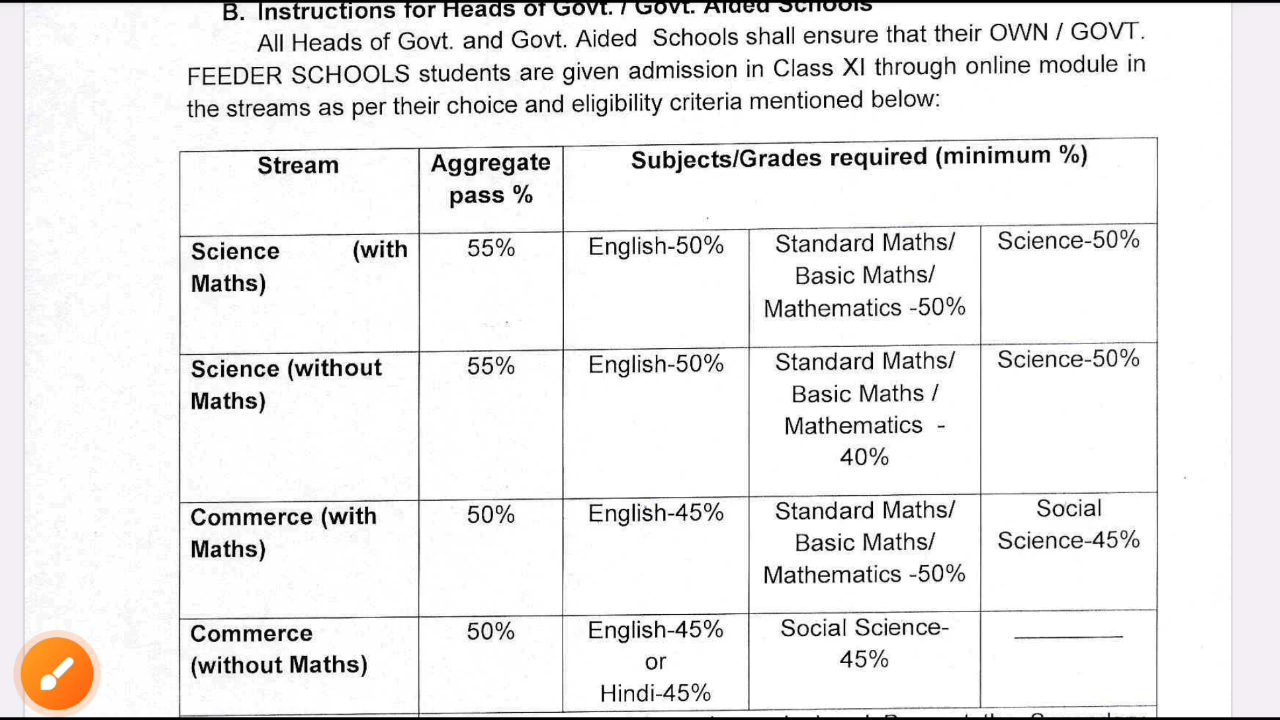 B. Instructions for Heads of Govt. / Govt. Aided Schools
All Heads of Govt. and Govt. Aided Schools shall ensure that their OWN / GOVT.
FEEDER SCHOOLS students are given admission in Class XI through online module in
the streams as per their choice and eligibility criteria mentioned below:
Stream Aggregate Subjects/Grades required (minimum %)
pass %
Science (with 55% English-50% Standard Maths/ Science-50%
Maths) Basic Maths/
Mathematics -50%
Science (without 55% English-50% Standard Maths/ Science-50%
Maths) Basic Maths /
Mathematics -
40%
Commerce (with 50% English-45% Standard Maths/ Social
Maths) Basic Maths/ Science-45%
Mathematics -50%
Commerce 50% English-45% Social Science-
(without Maths) or 45%
Hindi-45%